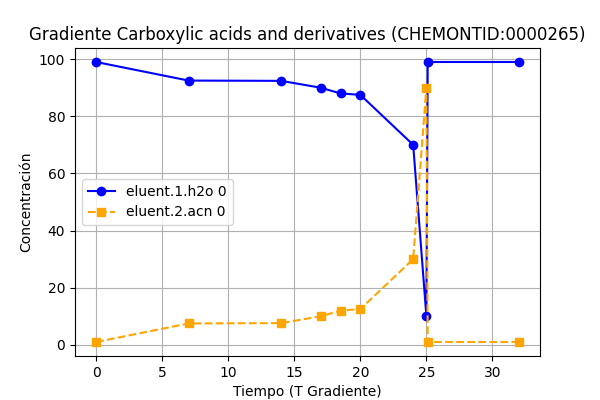 Gradiente Carboxylic acids and derivatives (CHEMONTID:0000265)
100
80
60
40
20
0
Concentración
eluent.1.h2o 0
eluent.2.acn 0
0 5 10 15 20 25 30
Tiempo (T Gradiente)